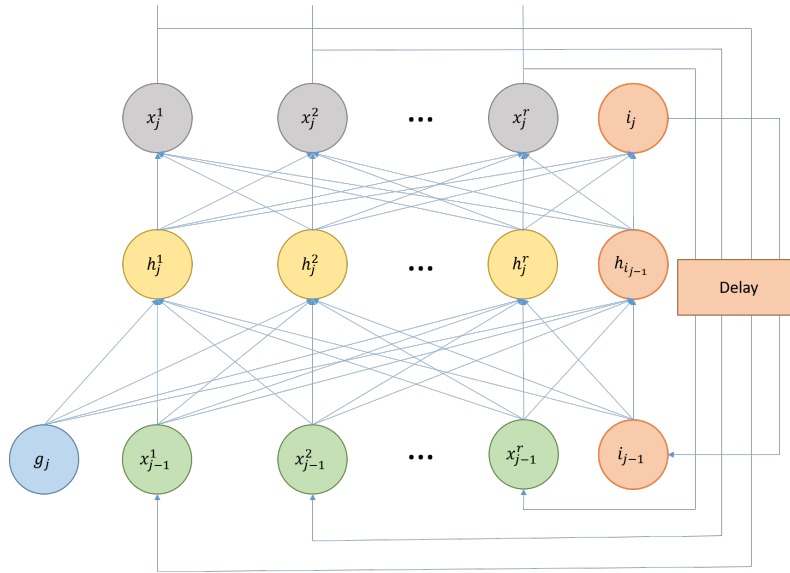 x_j^1 x_j^2 ... x_j^r i_j
h_j^1 h_j^2 ... h_j^r h_{i_{j-1}}
Delay
g_j x_{j-1}^1 x_{j-1}^2 ... x_{j-1}^r i_{j-1}